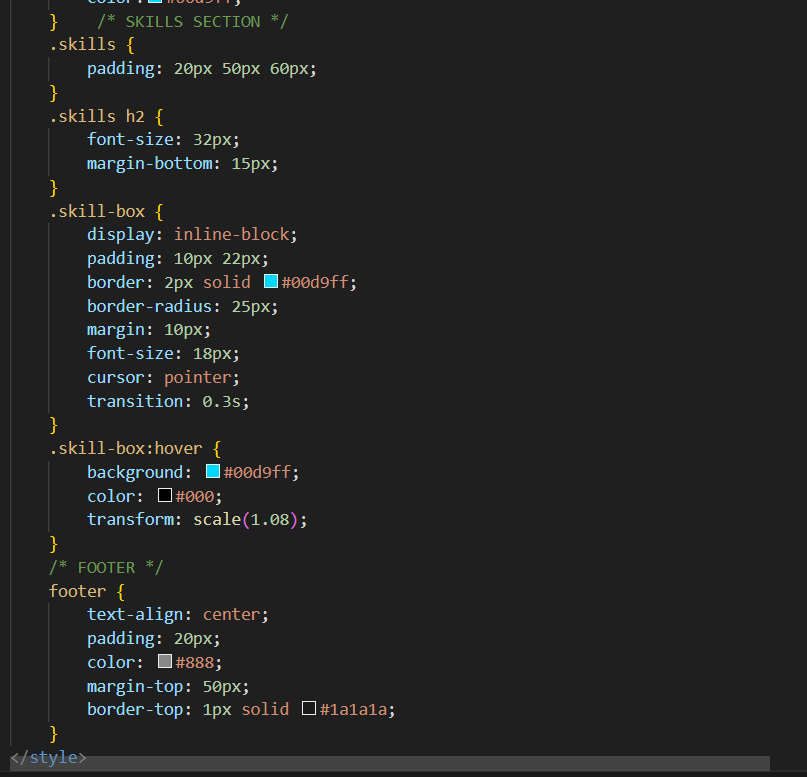 color: #00d9ff;
}    /* SKILLS SECTION */
.skills {
    padding: 20px 50px 60px;
}
.skills h2 {
    font-size: 32px;
    margin-bottom: 15px;
}
.skill-box {
    display: inline-block;
    padding: 10px 22px;
    border: 2px solid #00d9ff;
    border-radius: 25px;
    margin: 10px;
    font-size: 18px;
    cursor: pointer;
    transition: 0.3s;
}
.skill-box:hover {
    background: #00d9ff;
    color: #000;
    transform: scale(1.08);
}
/* FOOTER */
footer {
    text-align: center;
    padding: 20px;
    color: #888;
    margin-top: 50px;
    border-top: 1px solid #1a1a1a;
}
</style>